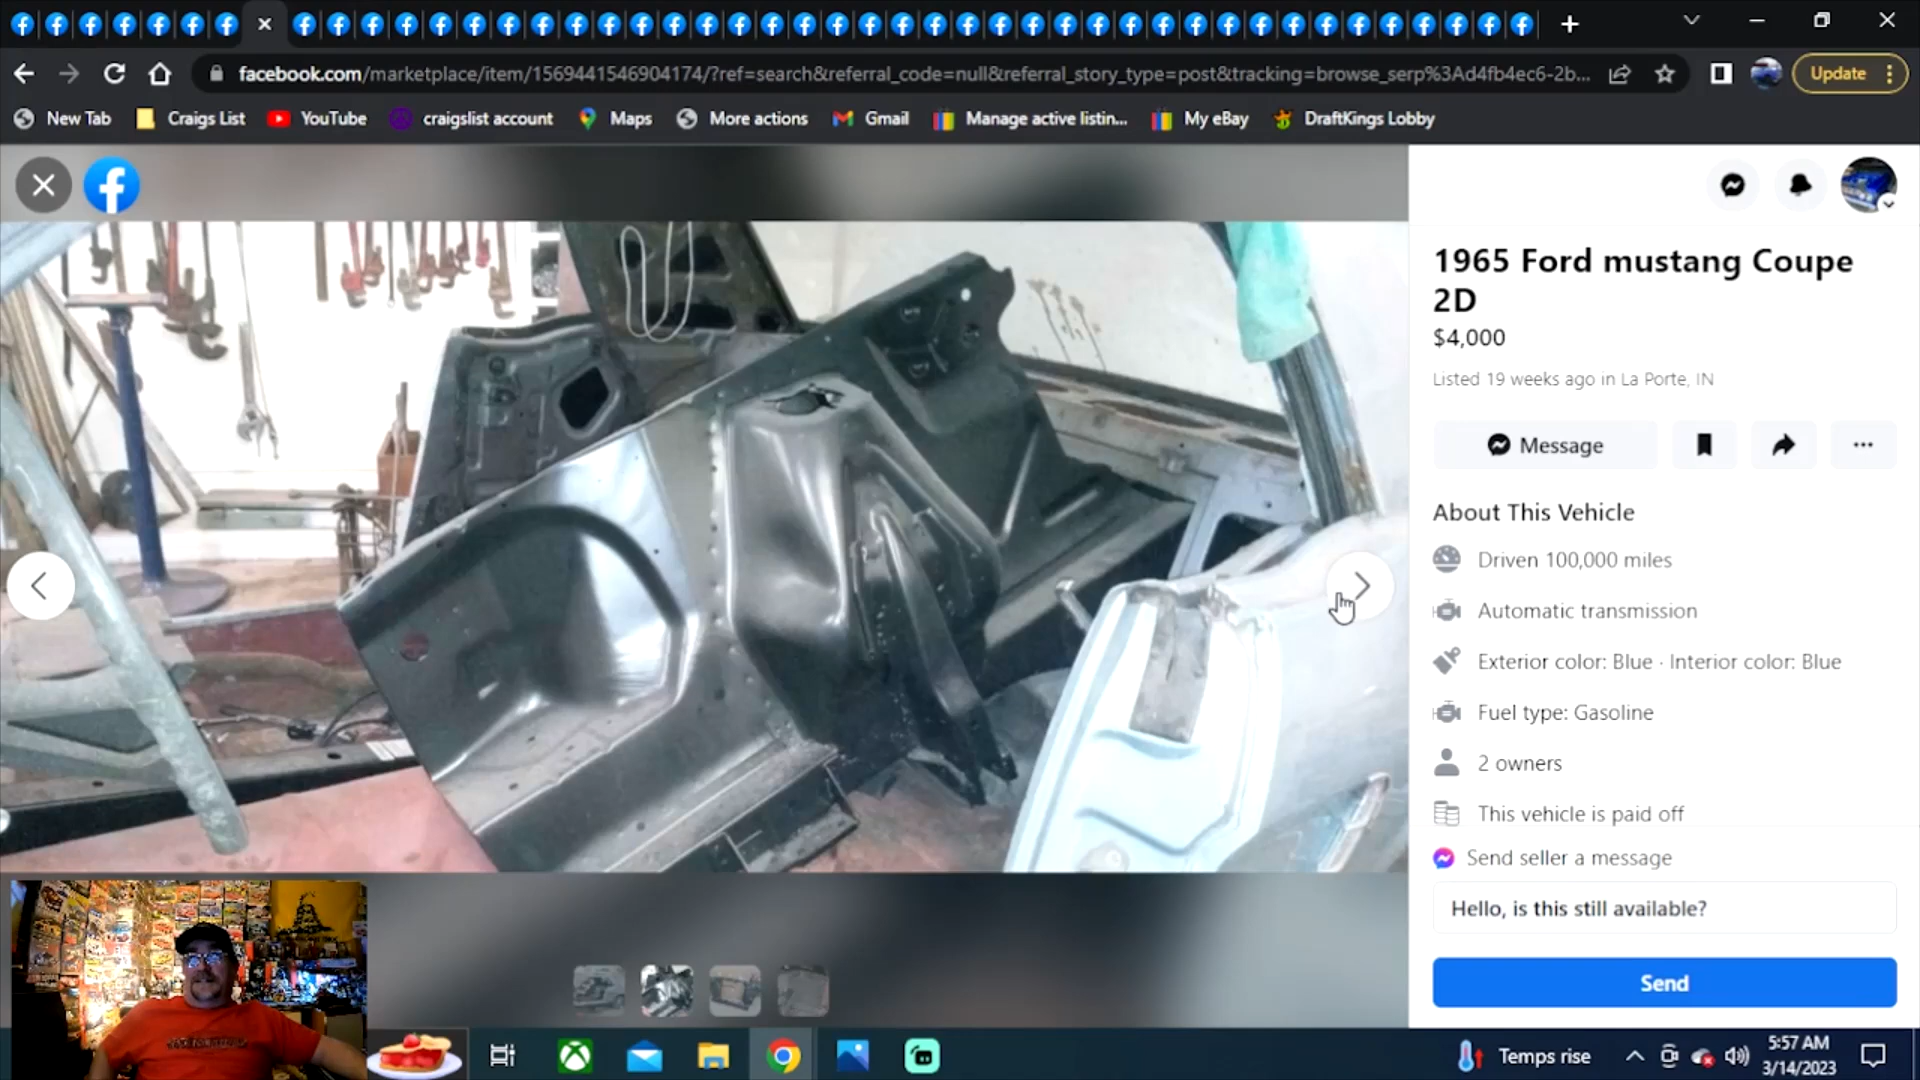 facebook.com/marketplace/item/1569441546904174/?ref=search&referral_code=null&referral_story_type=post&tracking=browse_serp%3Ad4fb4ec6-2b...
Update
New Tab
Craigs List
YouTube
craigslist account
Maps
More actions
Gmail
Manage active listin...
My eBay
DraftKings Lobby
1965 Ford mustang Coupe
2D
$4,000
Listed 19 weeks ago in La Porte, IN
Message
About This Vehicle
Driven 100,000 miles
Automatic transmission
Exterior color: Blue · Interior color: Blue
Fuel type: Gasoline
2 owners
This vehicle is paid off
Send seller a message
Hello, is this still available?
Send
Temps rise
5:57 AM
3/14/2023